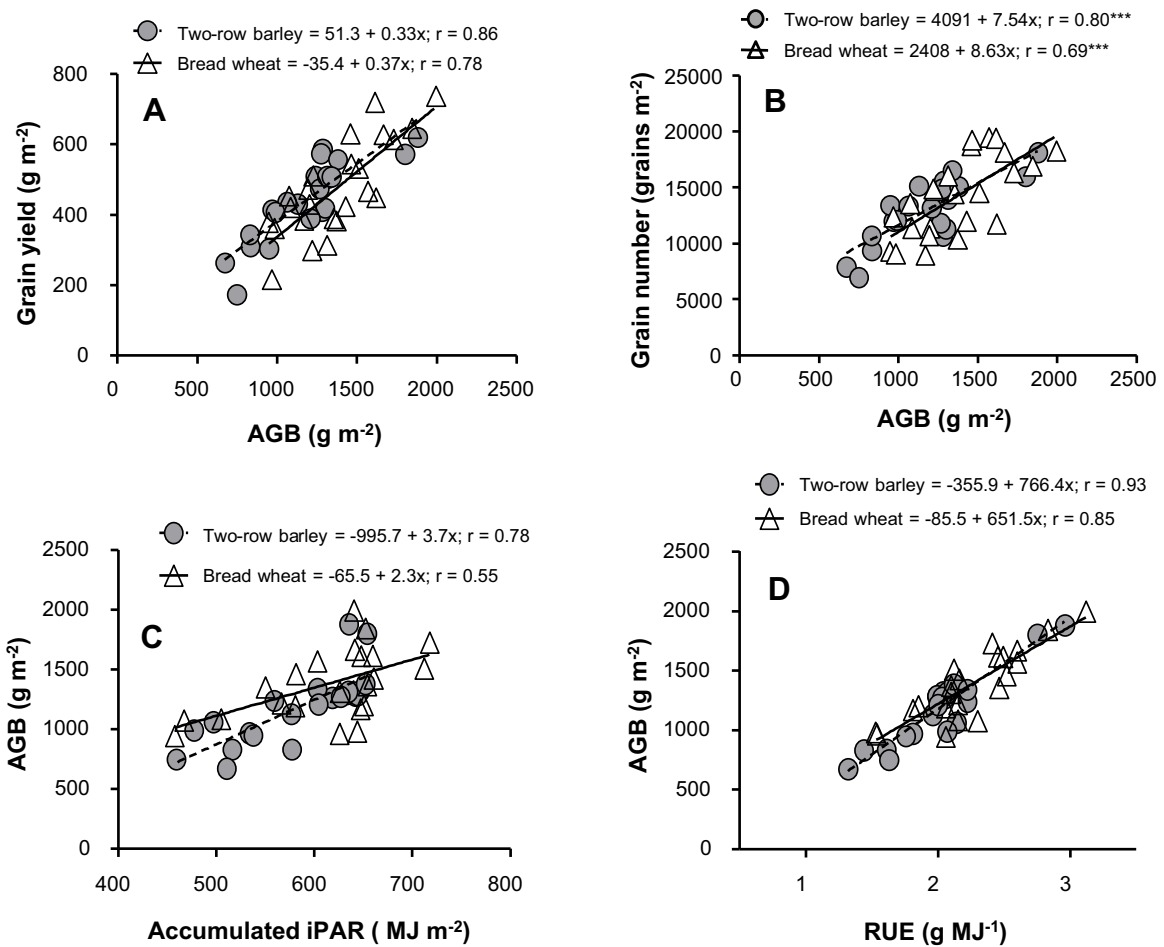 Two-row barley = 51.3 + 0.33x; r = 0.86
Bread wheat = -35.4 + 0.37x; r = 0.78
A
Grain yield (g m-2)
800
600
400
200
0
0 500 1000 1500 2000 2500
AGB (g m-2)
Two-row barley = 4091 + 7.54x; r = 0.80***
Bread wheat = 2408 + 8.63x; r = 0.69***
B
Grain number (grains m-2)
25000
20000
15000
10000
5000
0
0 500 1000 1500 2000 2500
AGB (g m-2)
Two-row barley = -995.7 + 3.7x; r = 0.78
Bread wheat = -65.5 + 2.3x; r = 0.55
C
AGB (g m-2)
2500
2000
1500
1000
500
0
400 500 600 700 800
Accumulated iPAR ( MJ m-2)
Two-row barley = -355.9 + 766.4x; r = 0.93
Bread wheat = -85.5 + 651.5x; r = 0.85
D
AGB (g m-2)
2500
2000
1500
1000
500
0
1 2 3
RUE (g MJ-1)